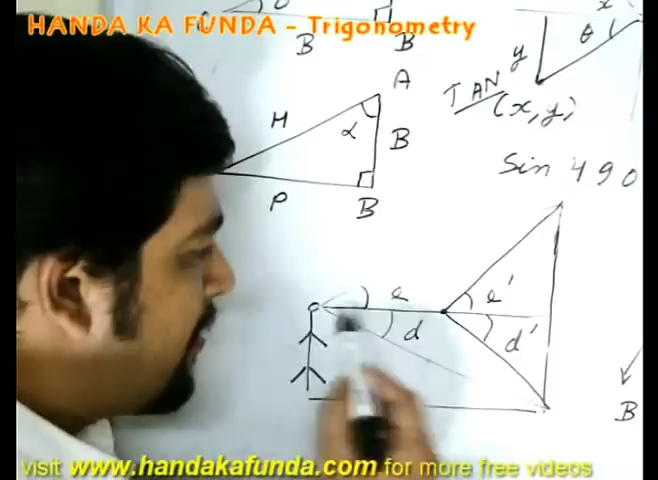 HANDA KA FUNDA - Trigonometry
θ
x
B
B
y
θ
A
TAN
(x, y)
H
α
B
Sin 490
P
B
e
e'
d
d'
B
visit www.handakafunda.com for more free videos